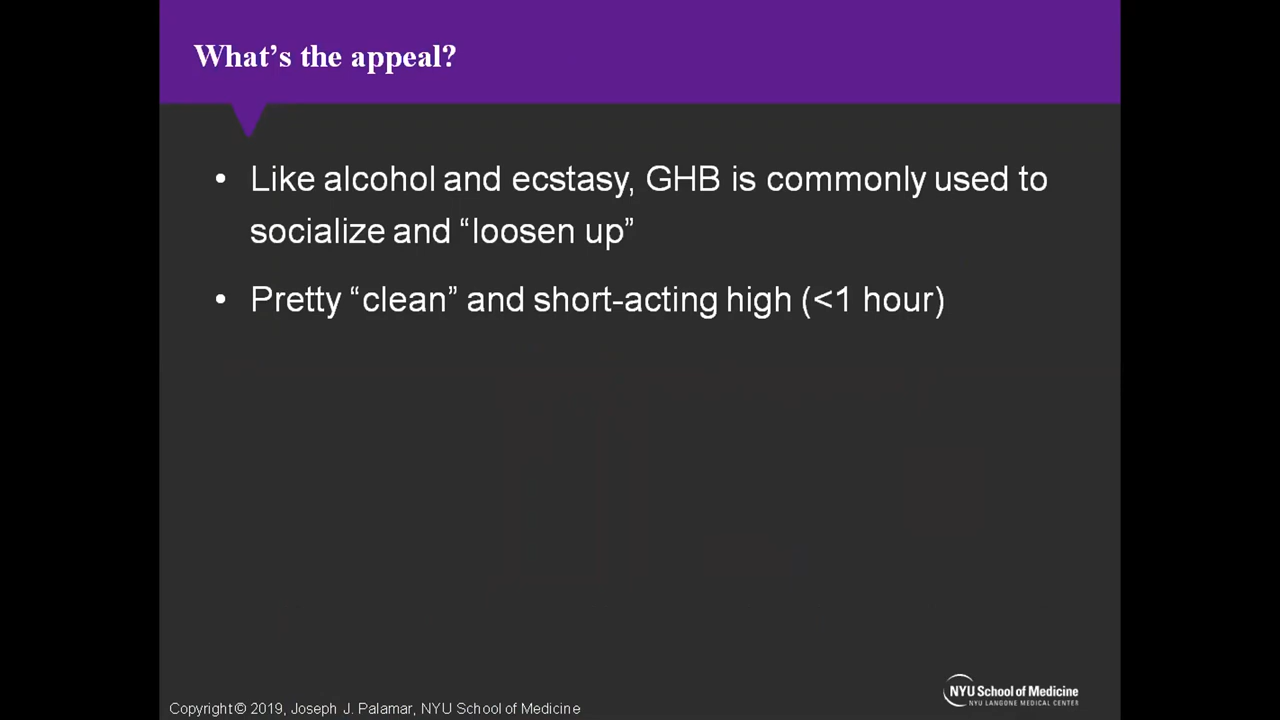 What’s the appeal?
• Like alcohol and ecstasy, GHB is commonly used to
socialize and “loosen up”
• Pretty “clean” and short-acting high (<1 hour)
NYU School of Medicine
NYU LANGONE MEDICAL CENTER
Copyright © 2019, Joseph J. Palamar, NYU School of Medicine